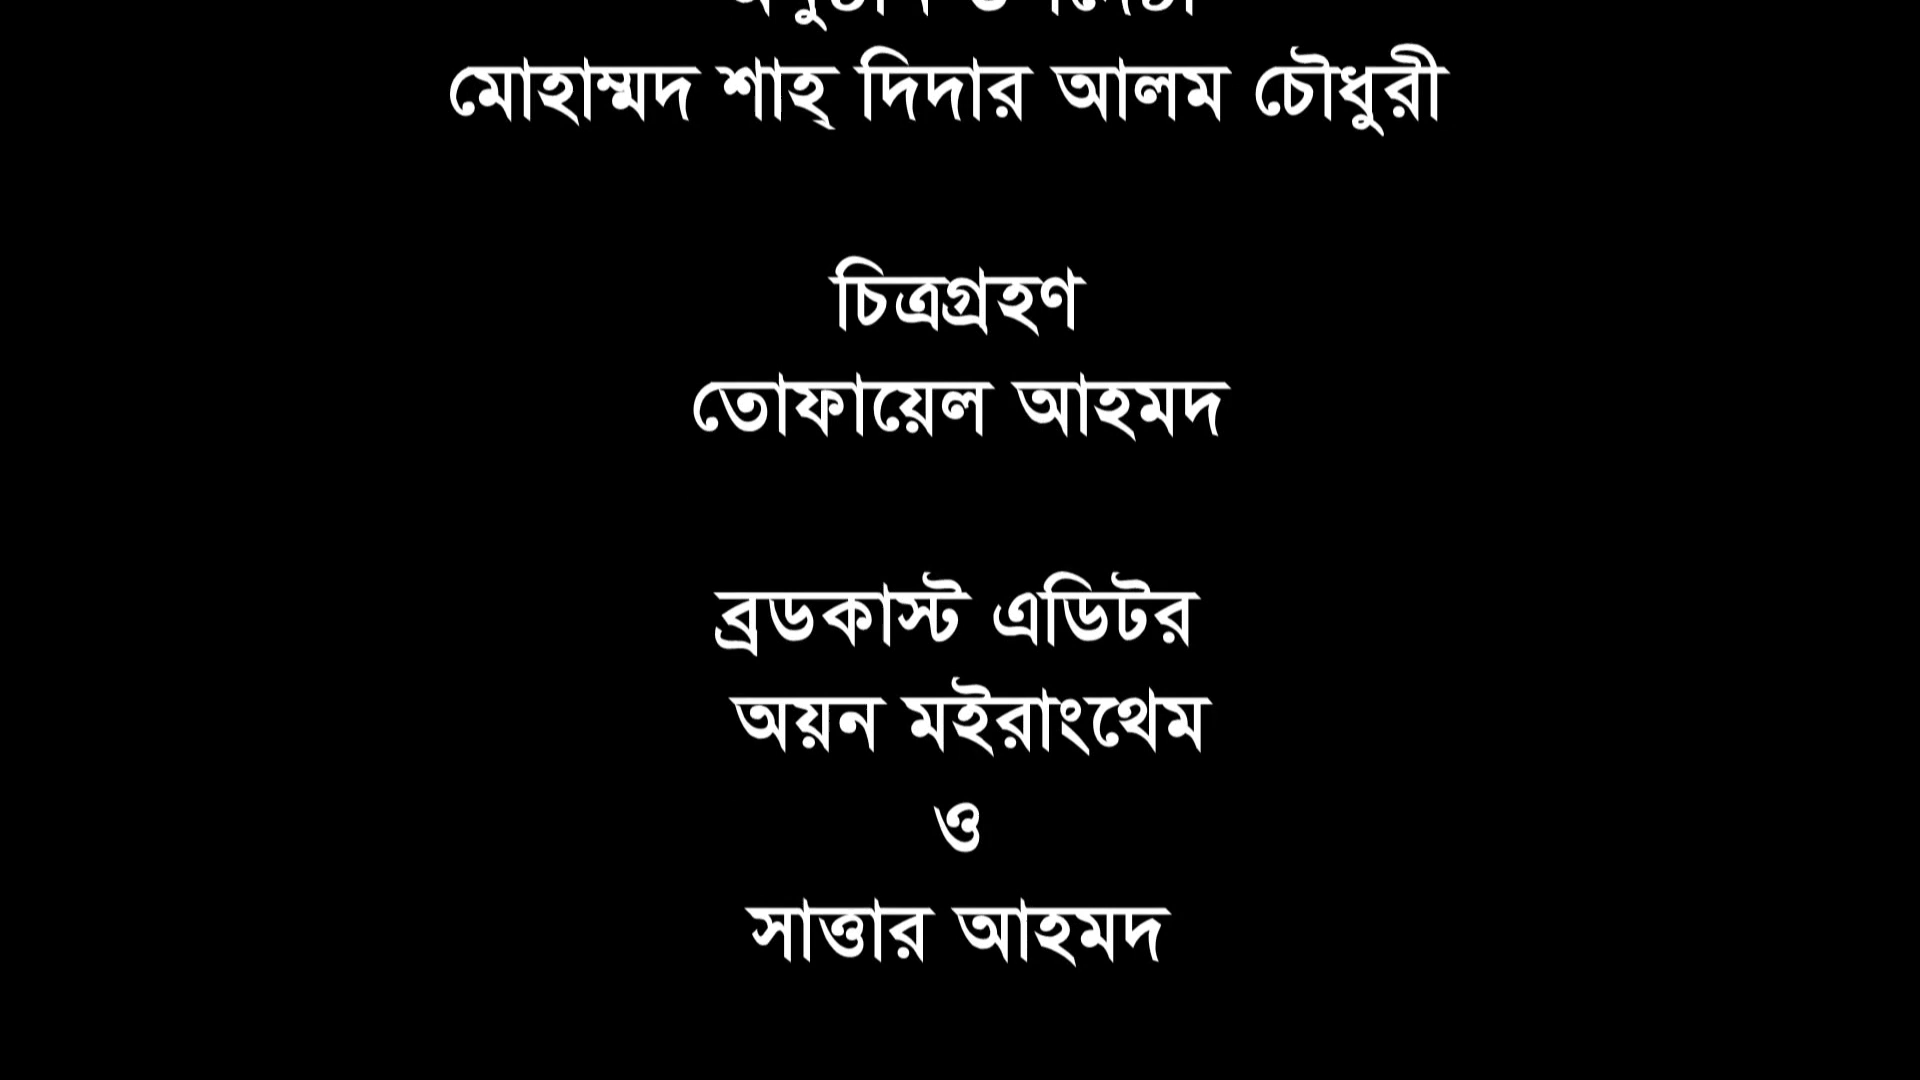 মোহাম্মদ শাহ্ দিদার আলম চৌধুরী
চিত্রগ্রহণ
তোফায়েল আহমদ
ব্রডকাস্ট এডিটর
অয়ন মইরাংথেম
ও
সাত্তার আহমদ